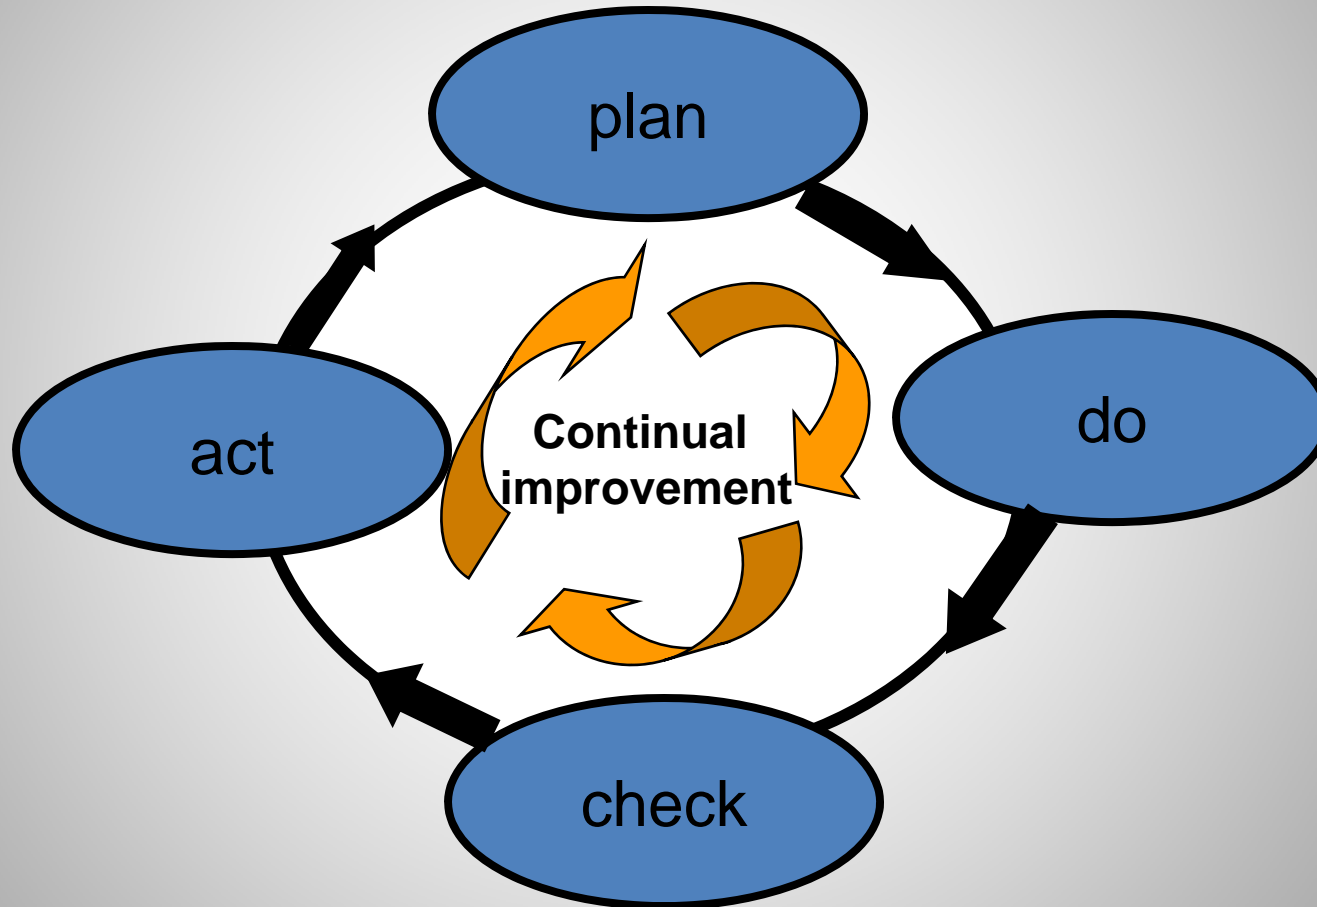 plan
do
act
Continual
improvement
check